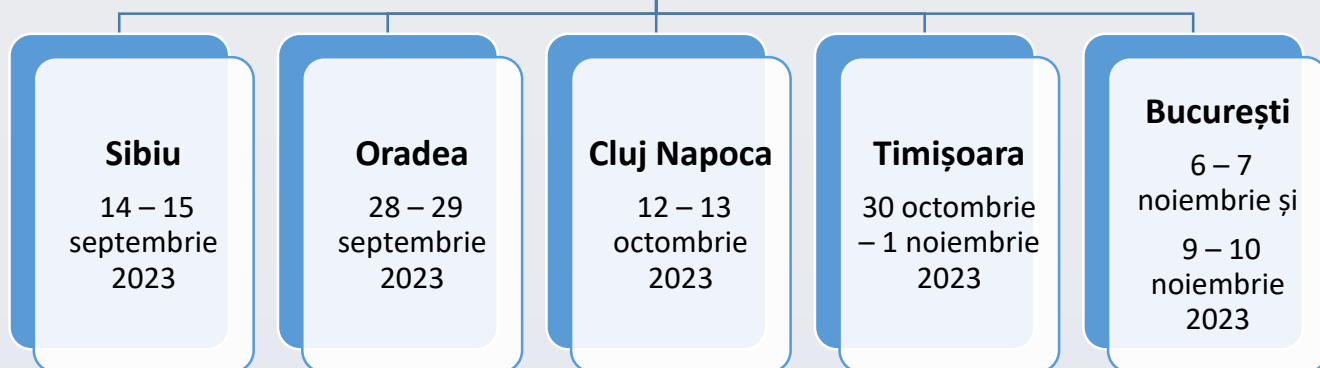 Sibiu
14 – 15
septembrie
2023
Oradea
28 – 29
septembrie
2023
Cluj Napoca
12 – 13
octombrie
2023
Timișoara
30 octombrie
– 1 noiembrie
2023
București
6 – 7
noiembrie și
9 – 10
noiembrie
2023